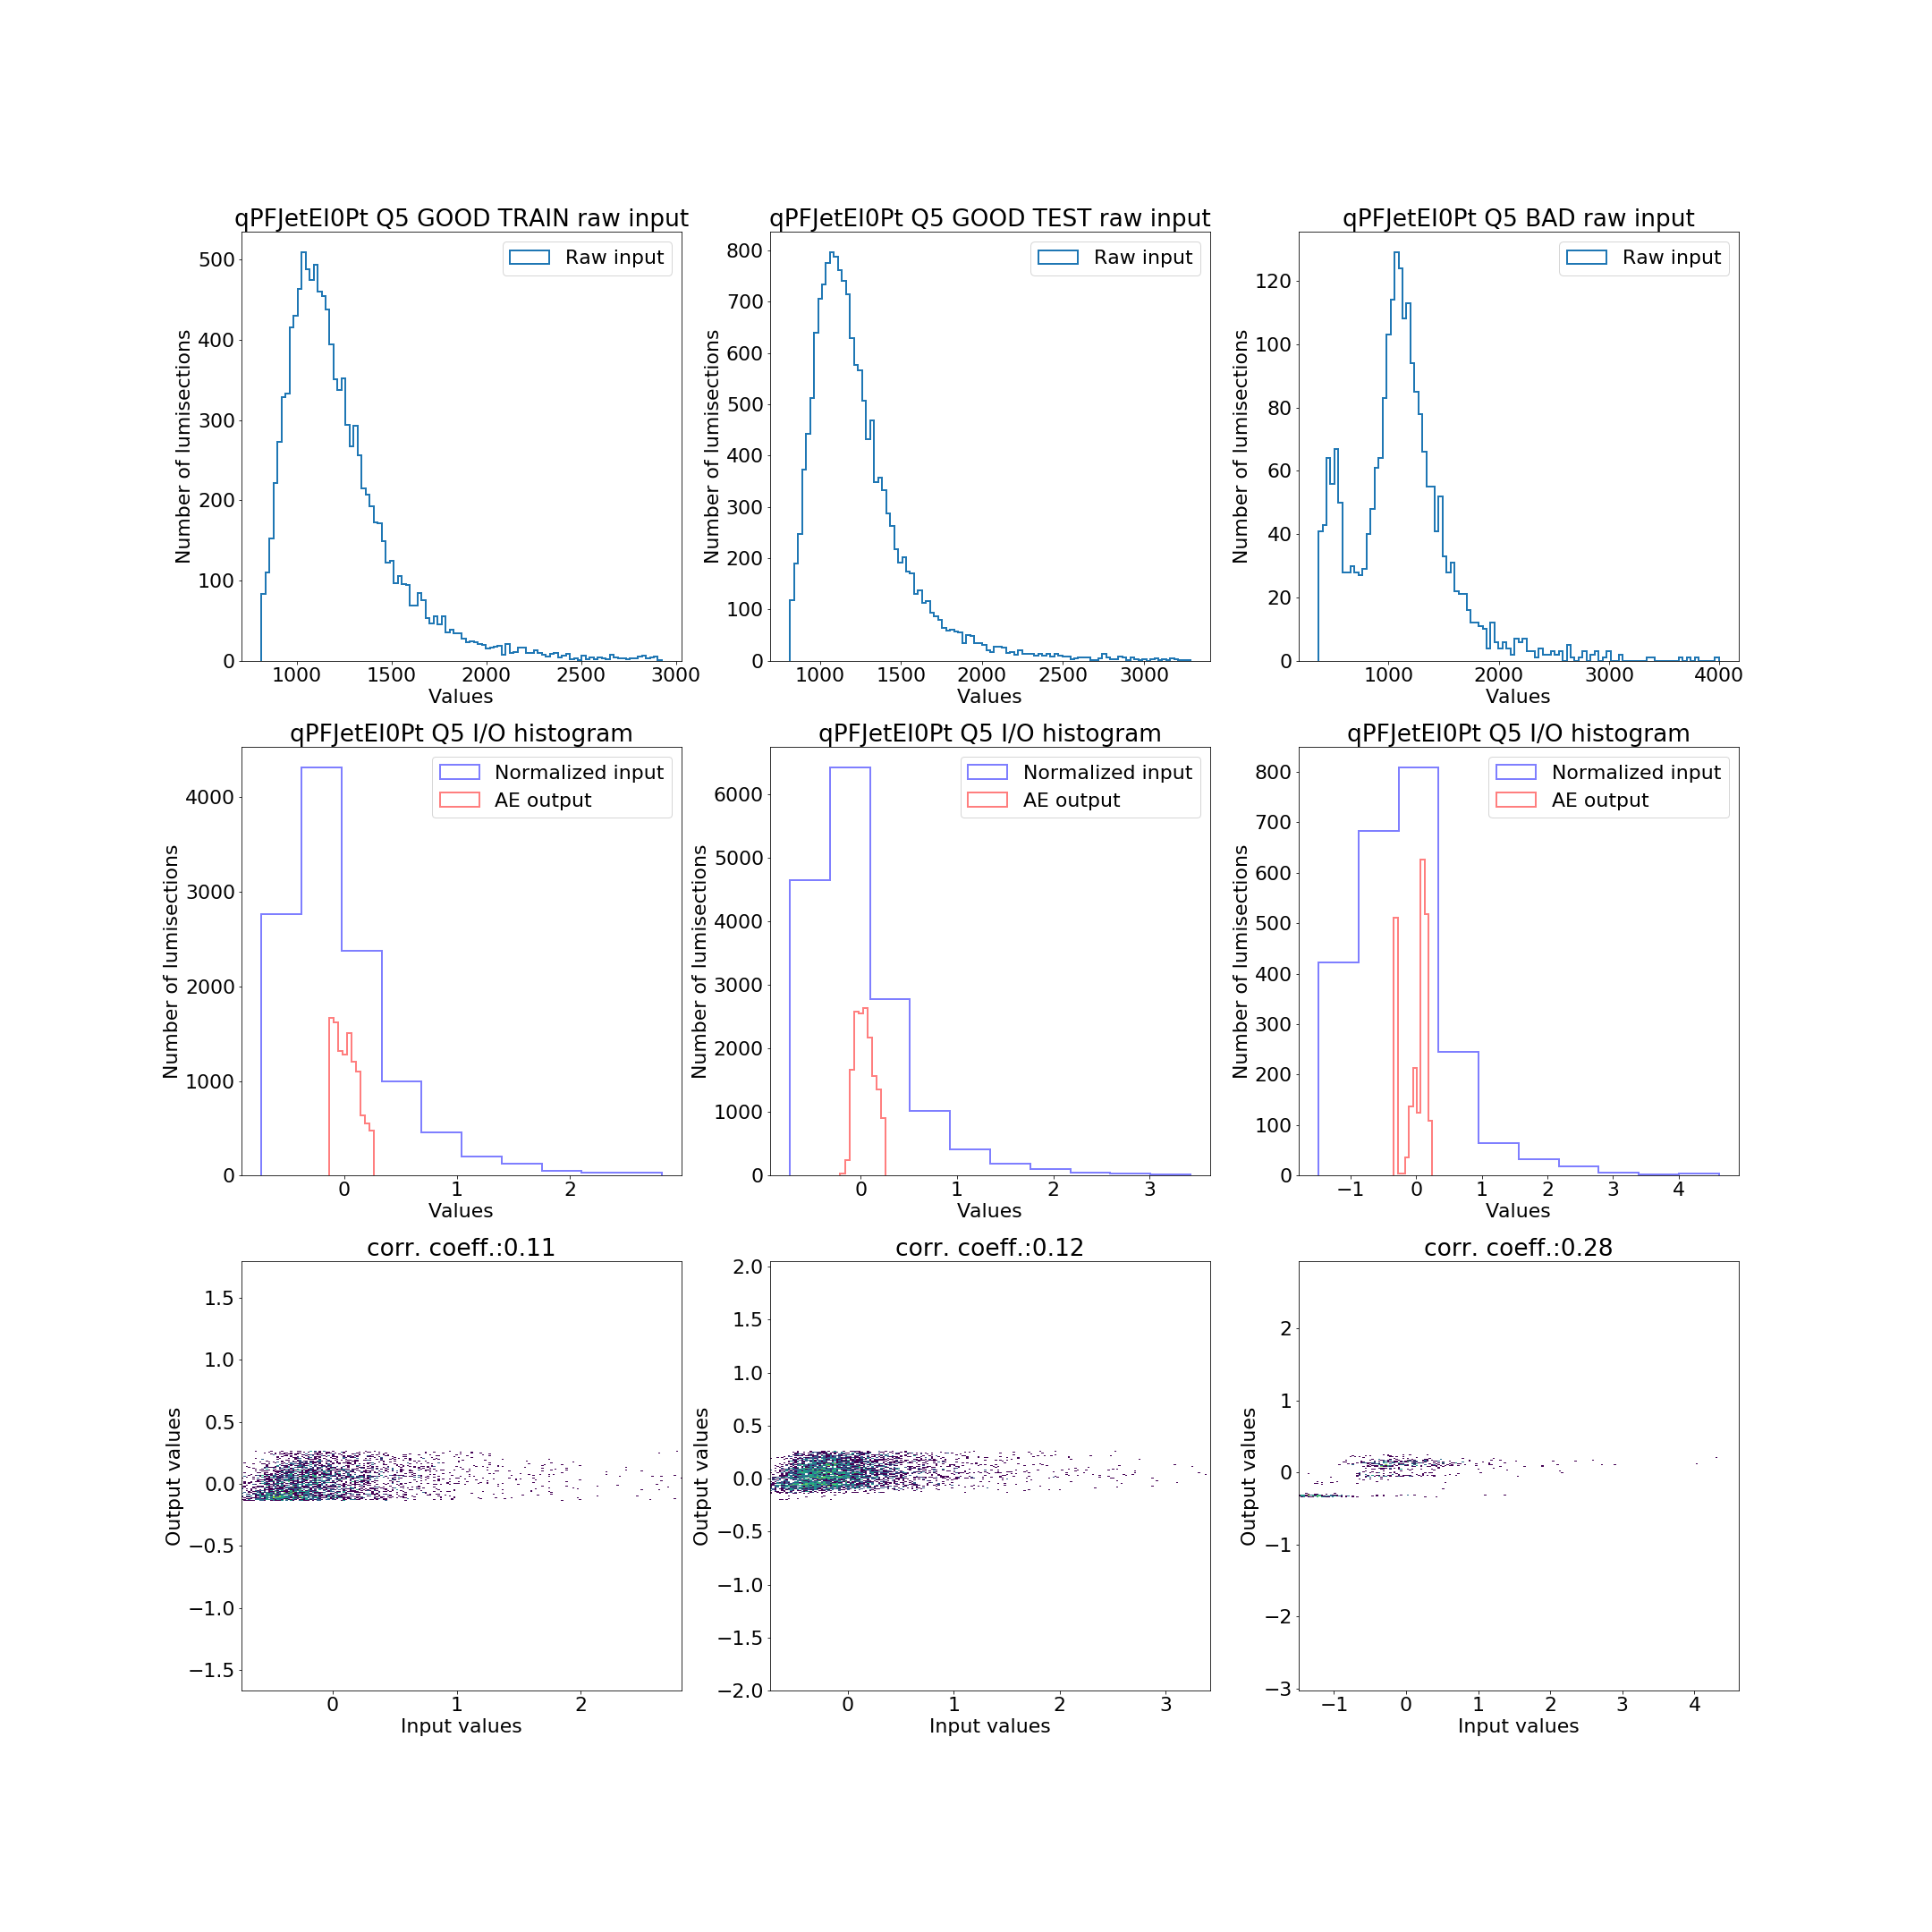 qPFJetEI0Pt Q5 GOOD TRAIN raw input
Raw input
Number of lumisections
0
100
200
300
400
500
1000
1500
2000
2500
3000
Values
qPFJetEI0Pt Q5 GOOD TEST raw input
Raw input
Number of lumisections
0
100
200
300
400
500
600
700
800
1000
1500
2000
2500
3000
Values
qPFJetEI0Pt Q5 BAD raw input
Raw input
Number of lumisections
0
20
40
60
80
100
120
1000
2000
3000
4000
Values
qPFJetEI0Pt Q5 I/O histogram
Normalized input
AE output
Number of lumisections
0
1000
2000
3000
4000
0
1
2
Values
qPFJetEI0Pt Q5 I/O histogram
Normalized input
AE output
Number of lumisections
0
1000
2000
3000
4000
5000
6000
0
1
2
3
Values
qPFJetEI0Pt Q5 I/O histogram
Normalized input
AE output
Number of lumisections
0
100
200
300
400
500
600
700
800
−1
0
1
2
3
4
Values
corr. coeff.:0.11
Output values
1.5
1.0
0.5
0.0
−0.5
−1.0
−1.5
0
1
2
Input values
corr. coeff.:0.12
Output values
2.0
1.5
1.0
0.5
0.0
−0.5
−1.0
−1.5
−2.0
0
1
2
3
Input values
corr. coeff.:0.28
Output values
2
1
0
−1
−2
−3
−1
0
1
2
3
4
Input values